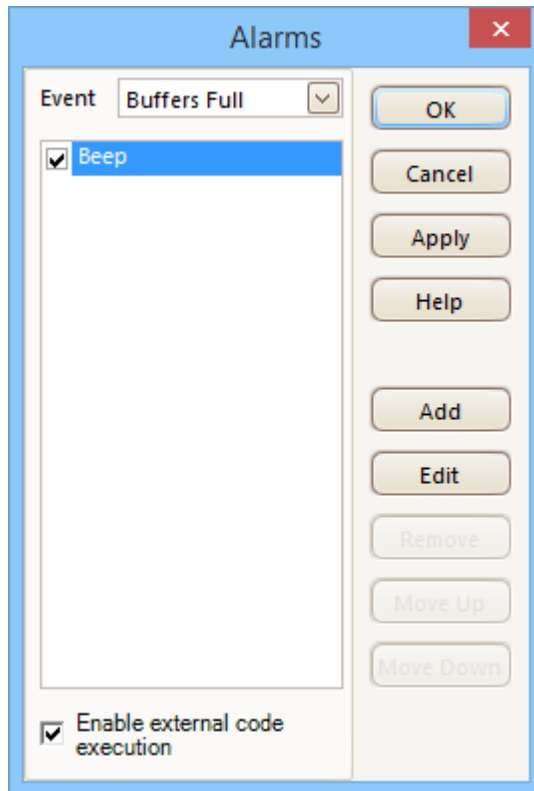 Alarms
Event Buffers Full
Beep
OK
Cancel
Apply
Help
Add
Edit
Remove
Move Up
Move Down
Enable external code
execution